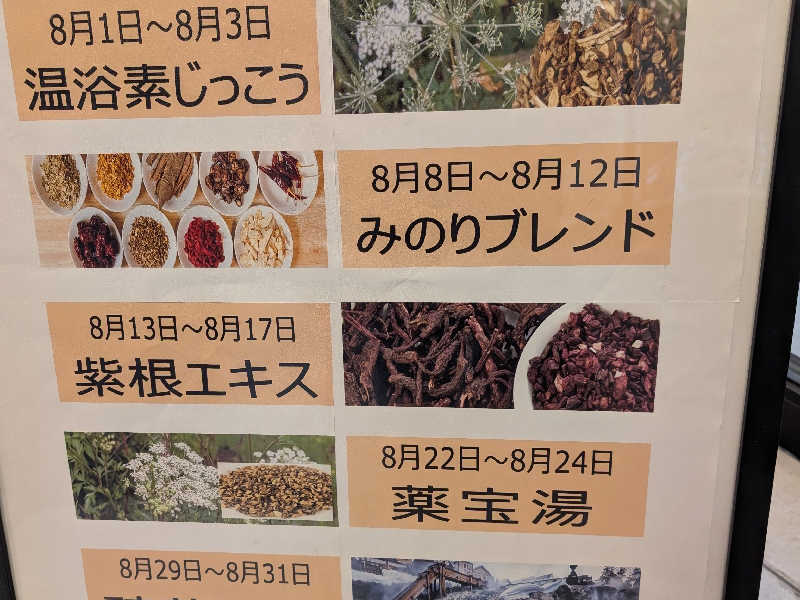 8月1日～8月3日
温浴素じっこう
8月8日～8月12日
みのりブレンド
8月13日～8月17日
紫根エキス
8月22日～8月24日
薬宝湯
8月29日～8月31日